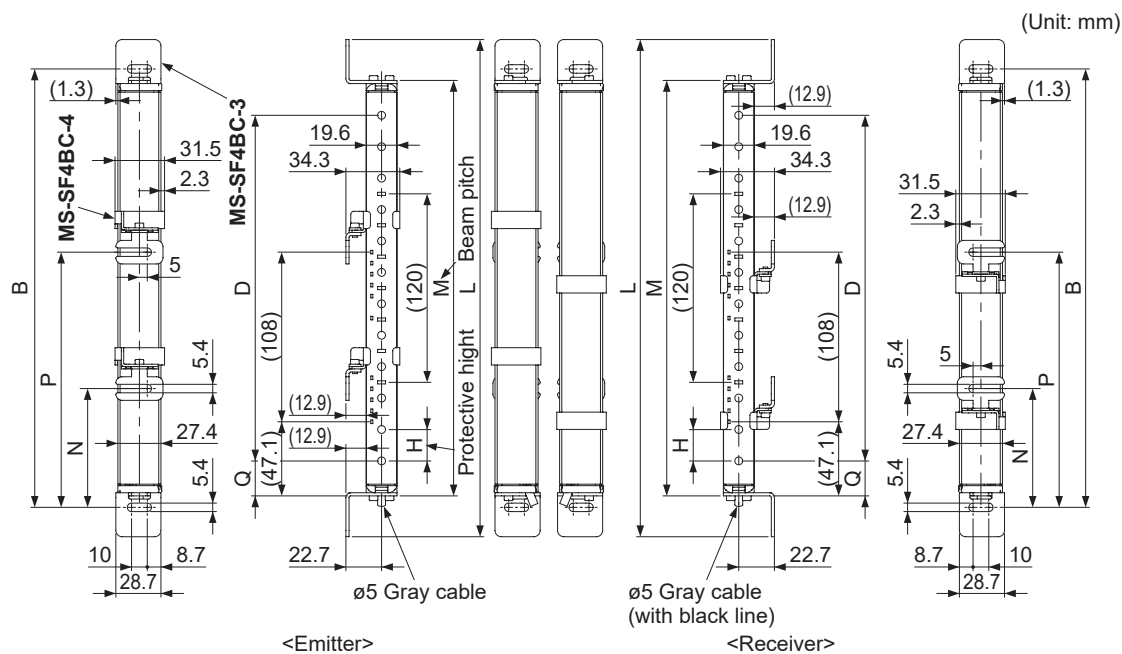 (Unit: mm)
(1.3)
MS-SF4BC-4
MS-SF4BC-3
31.5
2.3
5
B
P
N
5.4
27.4
5.4
10
8.7
28.7
(12.9)
19.6
34.3
D
(108)
(120)
M
L
Beam pitch
Protective hight
(12.9)
(12.9)
H
Q
(47.1)
22.7
ø5 Gray cable
<Emitter>
L
M
(120)
(12.9)
19.6
34.3
(12.9)
D
(108)
H
(47.1)
Q
22.7
ø5 Gray cable
(with black line)
<Receiver>
(1.3)
31.5
2.3
5
5.4
27.4
5.4
B
P
N
8.7
10
28.7